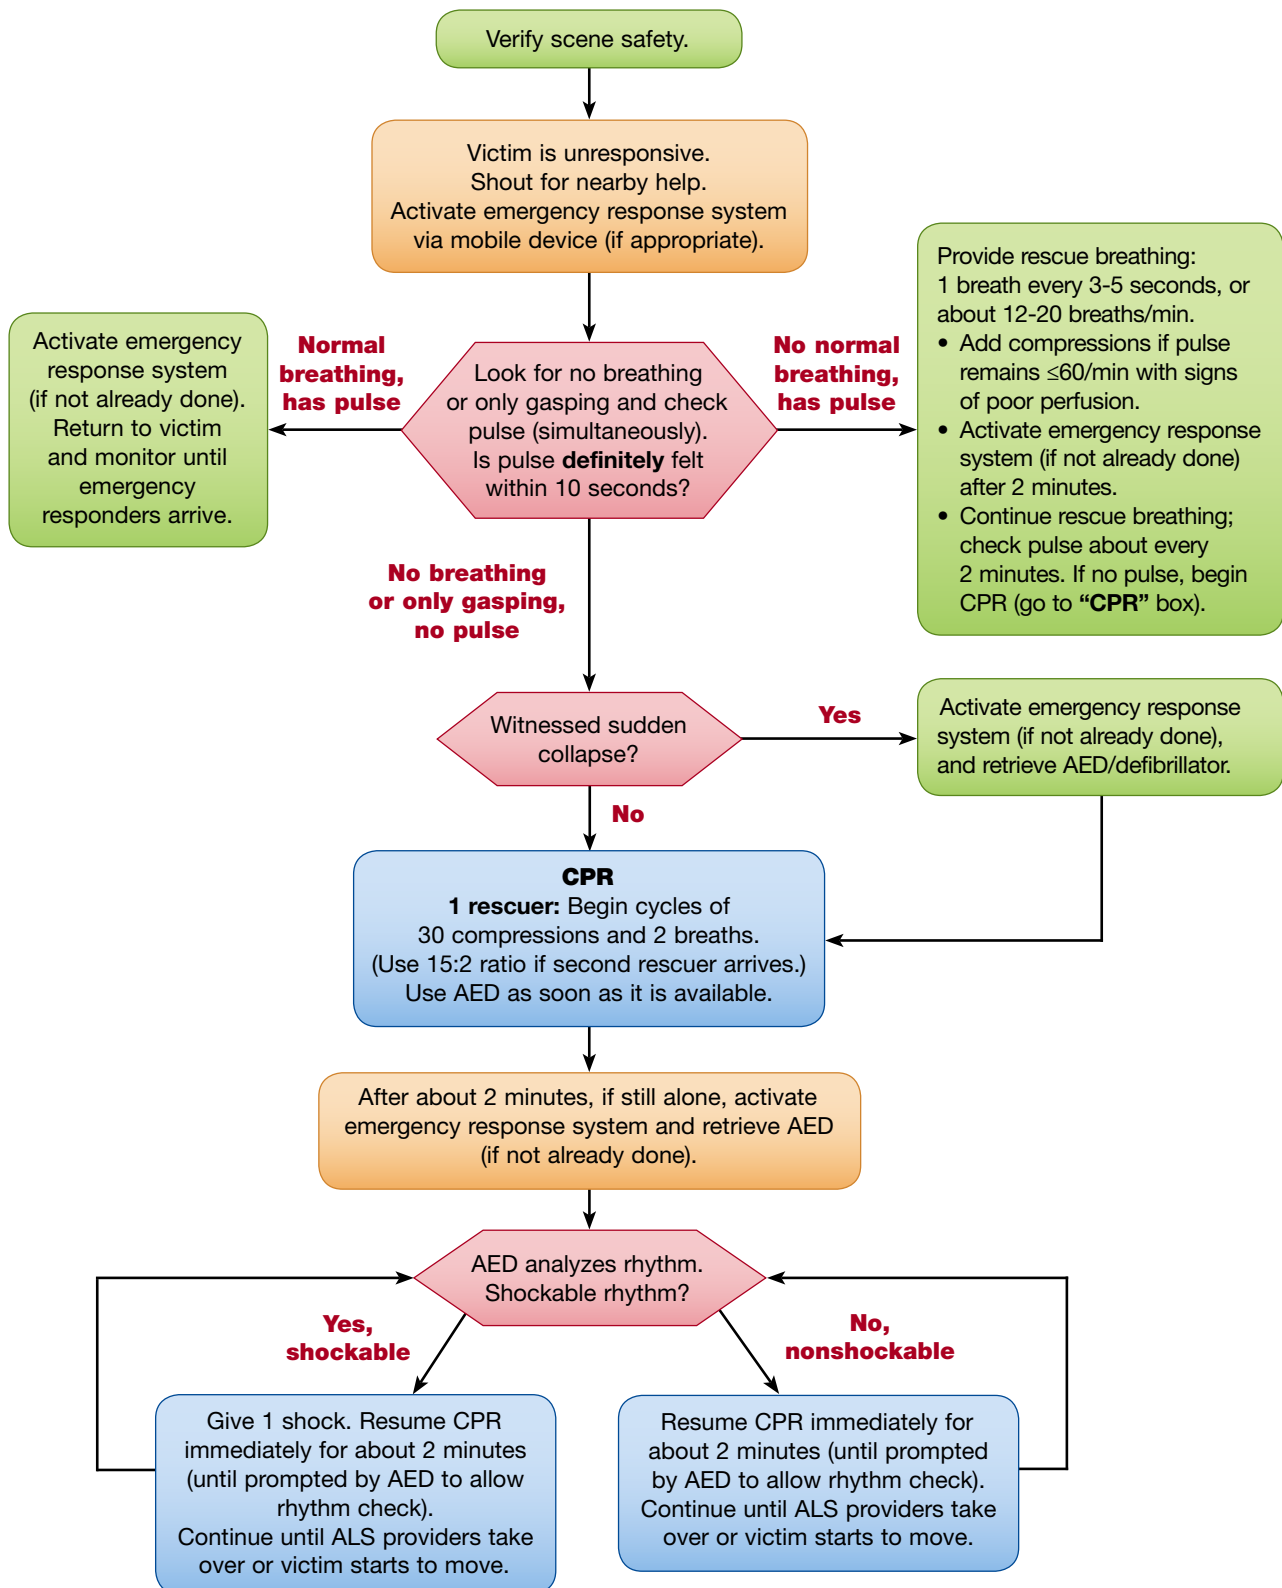 Verify scene safety.
Victim is unresponsive.
Shout for nearby help.
Activate emergency response system
via mobile device (if appropriate).
Activate emergency
response system
(if not already done).
Return to victim
and monitor until
emergency
responders arrive.
Normal
breathing,
has pulse
Look for no breathing
or only gasping and check
pulse (simultaneously).
Is pulse definitely felt
within 10 seconds?
No normal
breathing,
has pulse
Provide rescue breathing:
1 breath every 3-5 seconds, or
about 12-20 breaths/min.
• Add compressions if pulse
remains ≤60/min with signs
of poor perfusion.
• Activate emergency response
system (if not already done)
after 2 minutes.
• Continue rescue breathing;
check pulse about every
2 minutes. If no pulse, begin
CPR (go to “CPR” box).
No breathing
or only gasping,
no pulse
Witnessed sudden
collapse?
Yes
Activate emergency response
system (if not already done),
and retrieve AED/defibrillator.
No
CPR
1 rescuer: Begin cycles of
30 compressions and 2 breaths.
(Use 15:2 ratio if second rescuer arrives.)
Use AED as soon as it is available.
After about 2 minutes, if still alone, activate
emergency response system and retrieve AED
(if not already done).
AED analyzes rhythm.
Shockable rhythm?
Yes,
shockable
No,
nonshockable
Give 1 shock. Resume CPR
immediately for about 2 minutes
(until prompted by AED to allow
rhythm check).
Continue until ALS providers take
over or victim starts to move.
Resume CPR immediately for
about 2 minutes (until prompted
by AED to allow rhythm check).
Continue until ALS providers take
over or victim starts to move.